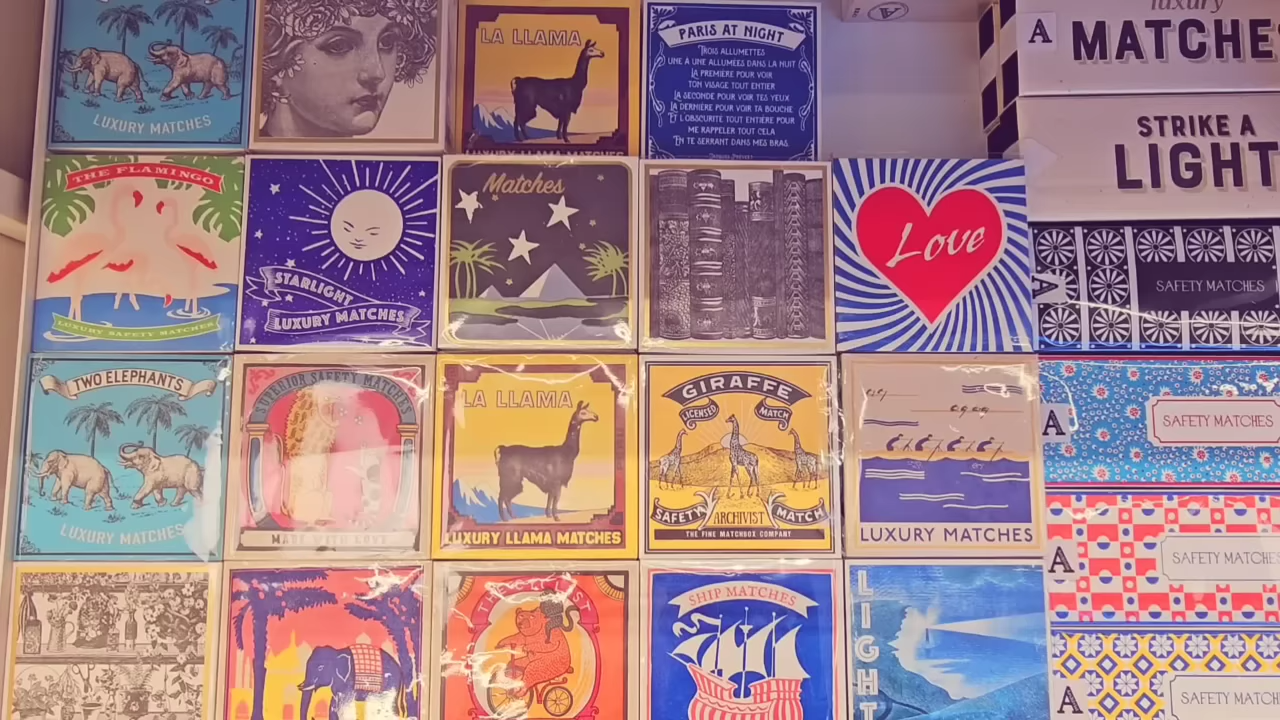 LUXURY MATCHES
LA LLAMA
LUXURY LLAMA MATCHES
PARIS AT NIGHT
TROIS ALLUMETTES
UNE À UNE ALLUMÉES DANS LA NUIT
LA PREMIÈRE POUR VOIR
TON VISAGE TOUT ENTIER
LA SECONDE POUR VOIR TES YEUX
LA DERNIÈRE POUR VOIR TA BOUCHE
ET L'OBSCURITÉ TOUT ENTIÈRE POUR
ME RAPPELER TOUT CELA
EN TE SERRANT DANS MES BRAS
JACQUES PRÉVERT
A
luxury
MATCHE
STRIKE A
LIGHT
THE FLAMINGO
LUXURY SAFETY MATCHES
STARLIGHT
LUXURY MATCHES
Matches
Love
A
SAFETY MATCHES
TWO ELEPHANTS
LUXURY MATCHES
SUPERIOR SAFETY MATCHES
MADE WITH LOVE
LA LLAMA
LUXURY LLAMA MATCHES
GIRAFFE
LICENSED MATCH
SAFETY MATCH
ARCHIVIST
THE FINE MATCHBOX COMPANY
LUXURY MATCHES
A
SAFETY MATCHES
A
SAFETY MATCHES
SHIP MATCHES
LIGHT
A
SAFETY MATCH